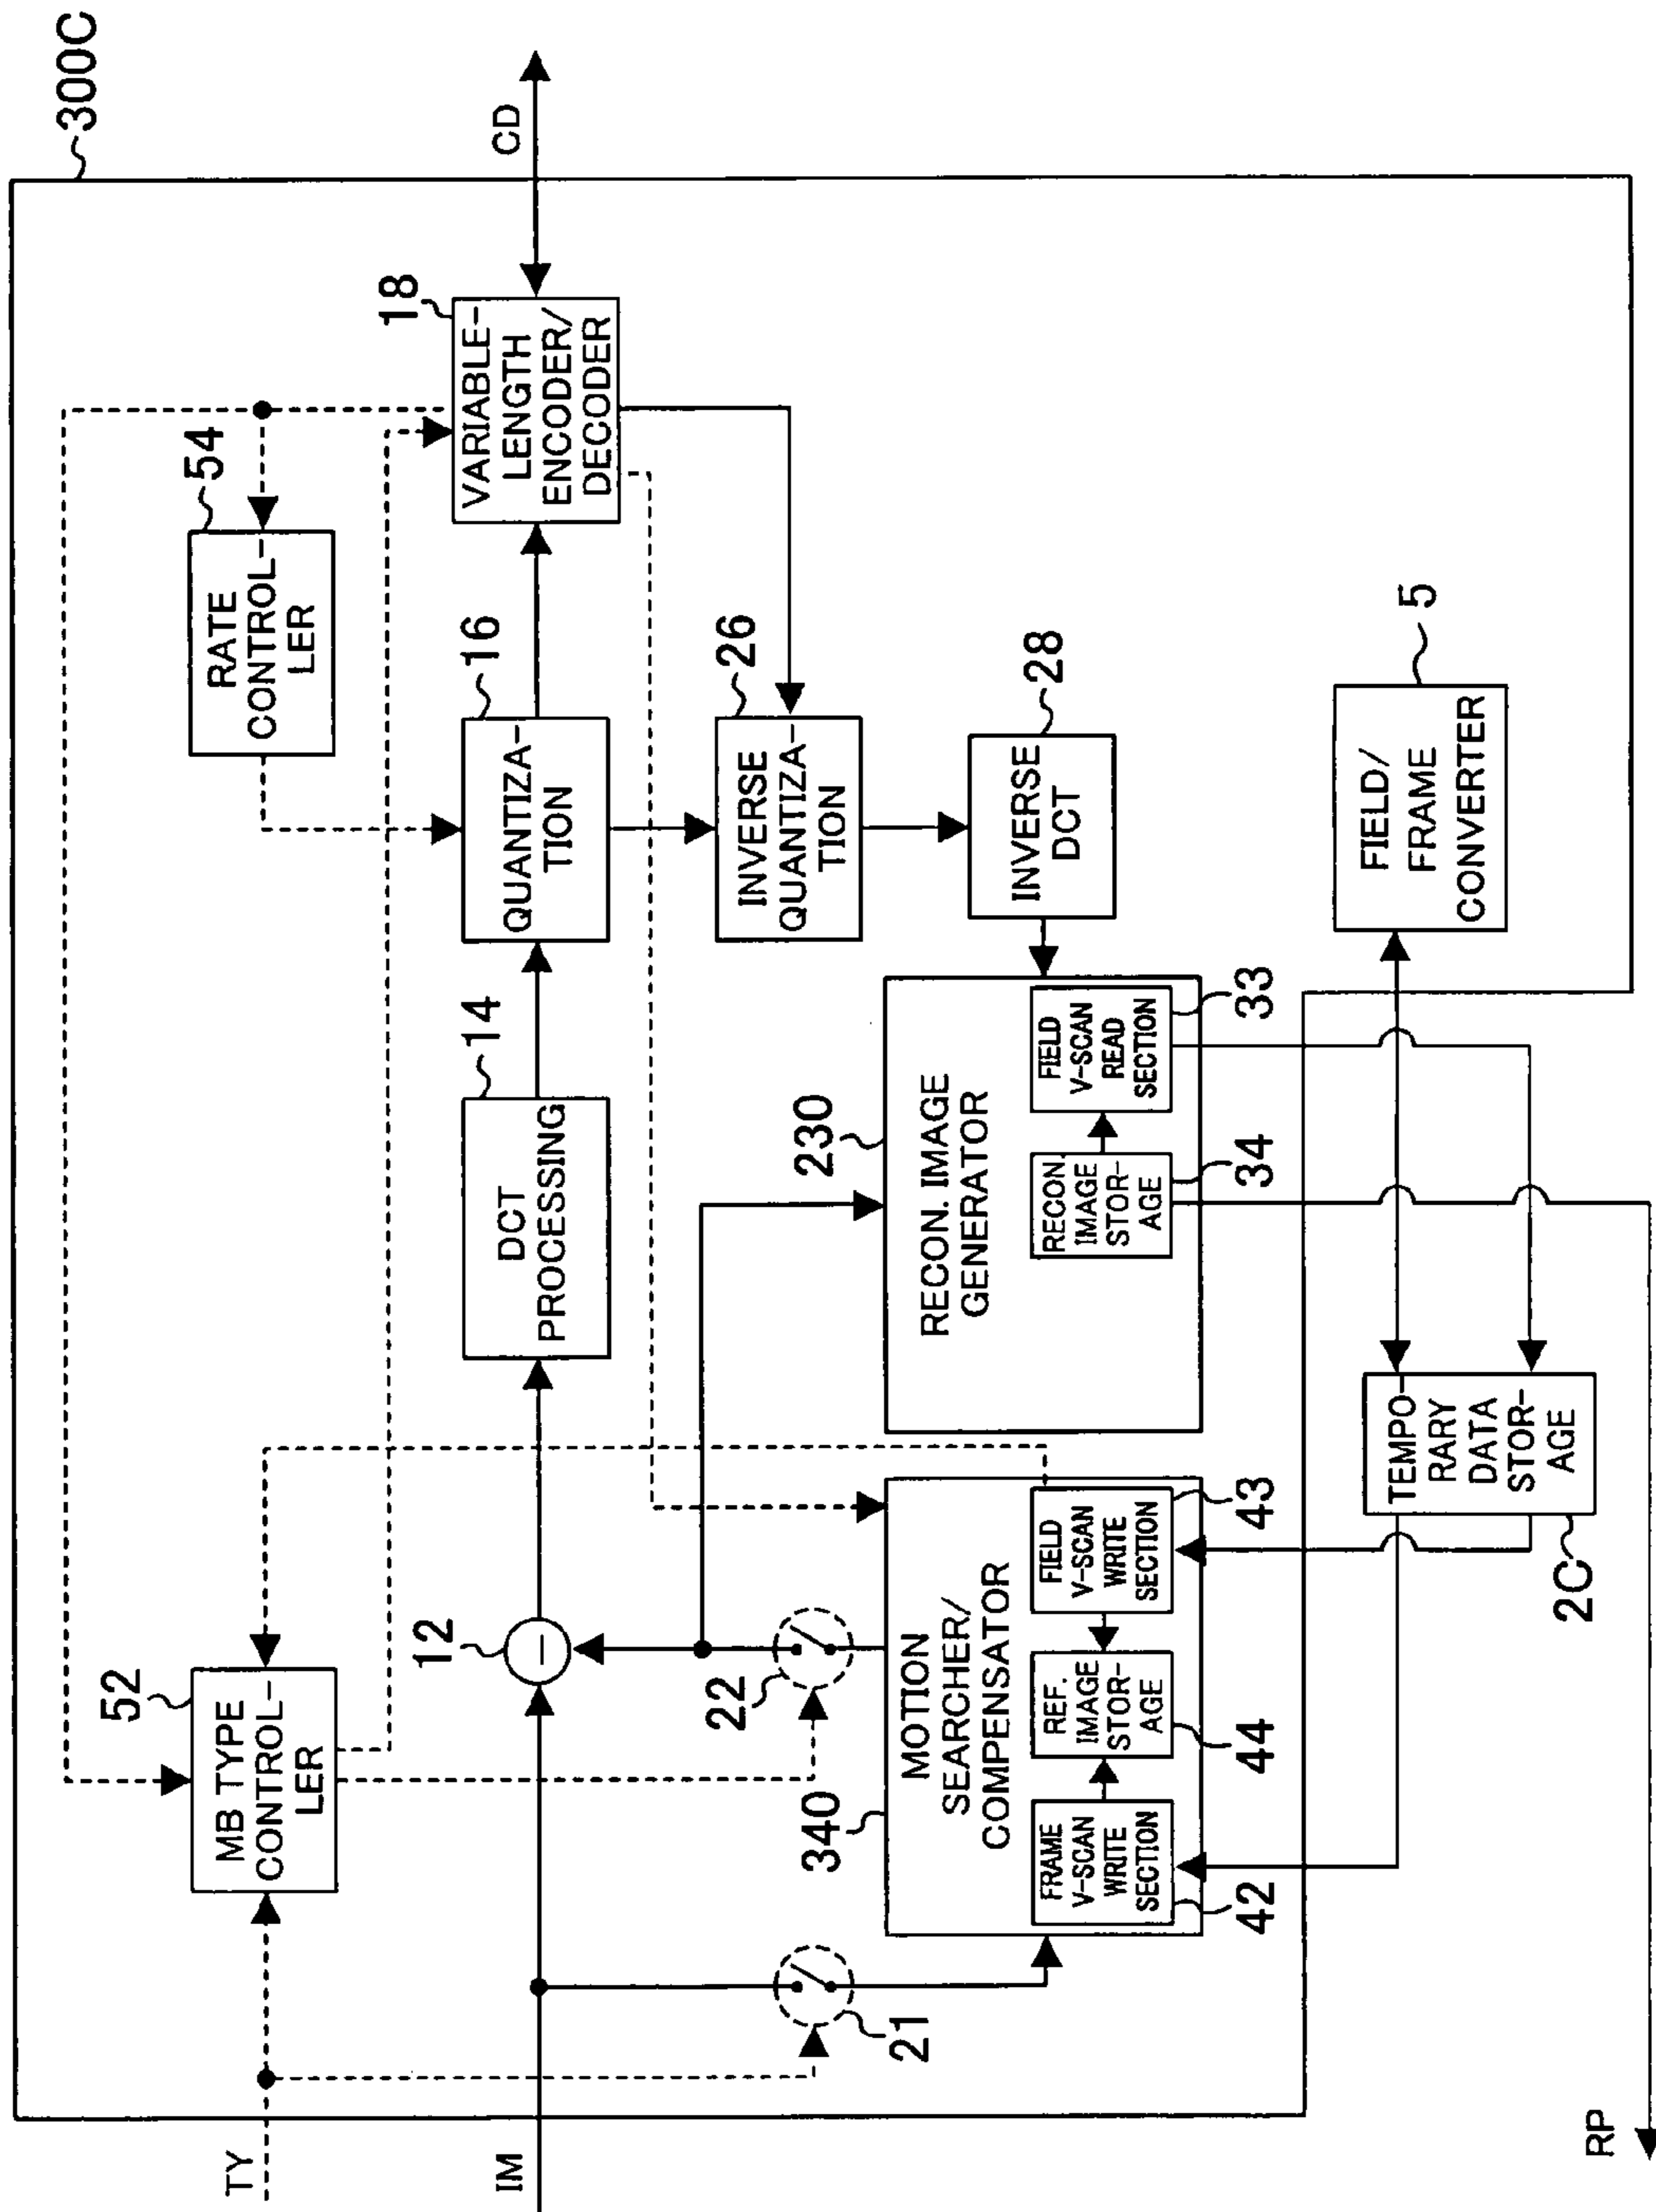 300C
TY
IM
CD
RP
52
MB TYPE
CONTROL-
LER
54
RATE
CONTROL-
LER
12
−
14
DCT
PROCESSING
16
QUANTIZA-
TION
18
VARIABLE-
LENGTH
ENCODER/
DECODER
21
22
26
INVERSE
QUANTIZA-
TION
28
INVERSE
DCT
340
MOTION
SEARCHER/
COMPENSATOR
FRAME
V-SCAN
WRITE
SECTION
42
REF.
IMAGE
STOR-
AGE
44
FIELD
V-SCAN
WRITE
SECTION
43
230
RECON. IMAGE
GENERATOR
RECON.
IMAGE
STOR-
AGE
34
FIELD
V-SCAN
READ
SECTION
33
5
FIELD/
FRAME
CONVERTER
TEMPO-
RARY
DATA
STOR-
AGE
2C